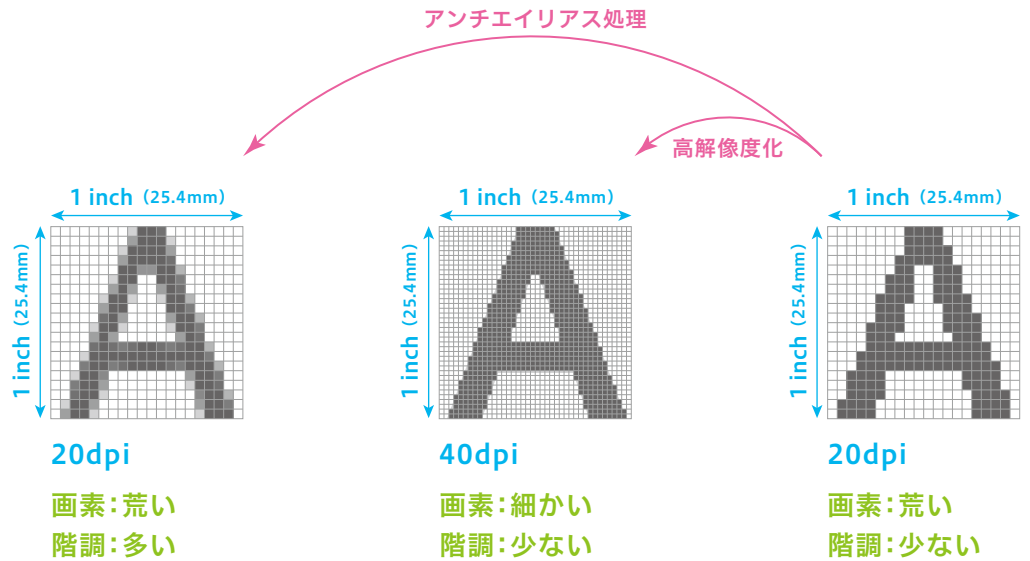 アンチエイリアス処理
高解像度化
1 inch（25.4mm）
1 inch（25.4mm）
20dpi
画素：荒い
階調：多い
1 inch（25.4mm）
1 inch（25.4mm）
40dpi
画素：細かい
階調：少ない
1 inch（25.4mm）
1 inch（25.4mm）
20dpi
画素：荒い
階調：少ない